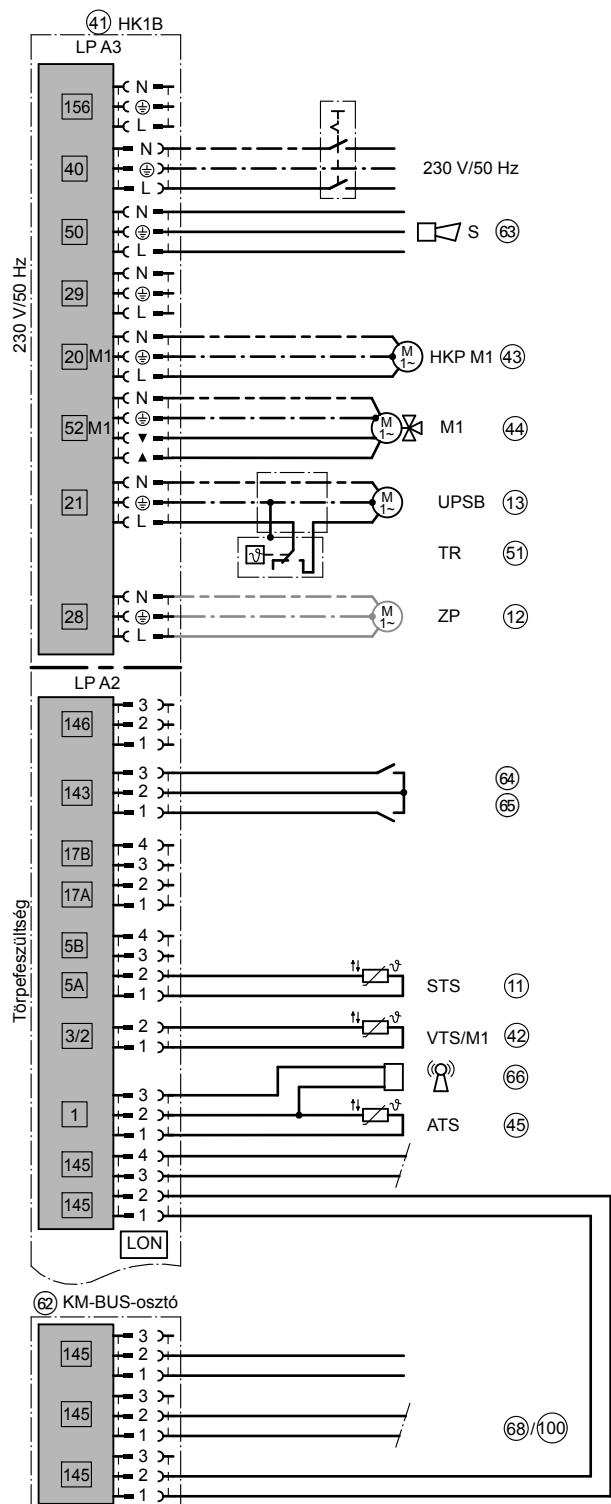 41 HK1B
LP A3
230 V/50 Hz
156 N
L
40 N
L
230 V/50 Hz
50 N
L
S 63
29 N
L
20 M1 N
L
M 1~ HKP M1 43
52 M1 N
▼
▲
M 1~ M1 44
21 N
L
M 1~ UPSB 13
ϑ TR 51
28 N
L
M 1~ ZP 12
LP A2
Törpefeszültség
146 3
2
1
143 3
2
1
64
65
17B 4
3
17A 2
1
5B 4
3
5A 2
1
ϑ STS 11
3/2 2
1
ϑ VTS/M1 42
66
1 3
2
1
ϑ ATS 45
145 4
3
145 2
1
LON
62 KM-BUS-osztó
145 3
2
1
145 3
2
1
68/100
145 3
2
1